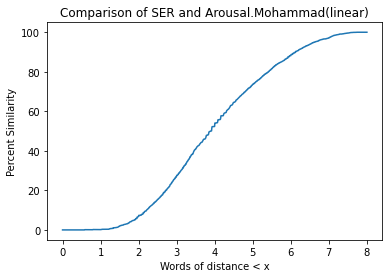 Comparison of SER and Arousal.Mohammad(linear)
100
80
60
40
20
0
Percent Similarity
0 1 2 3 4 5 6 7 8
Words of distance < x